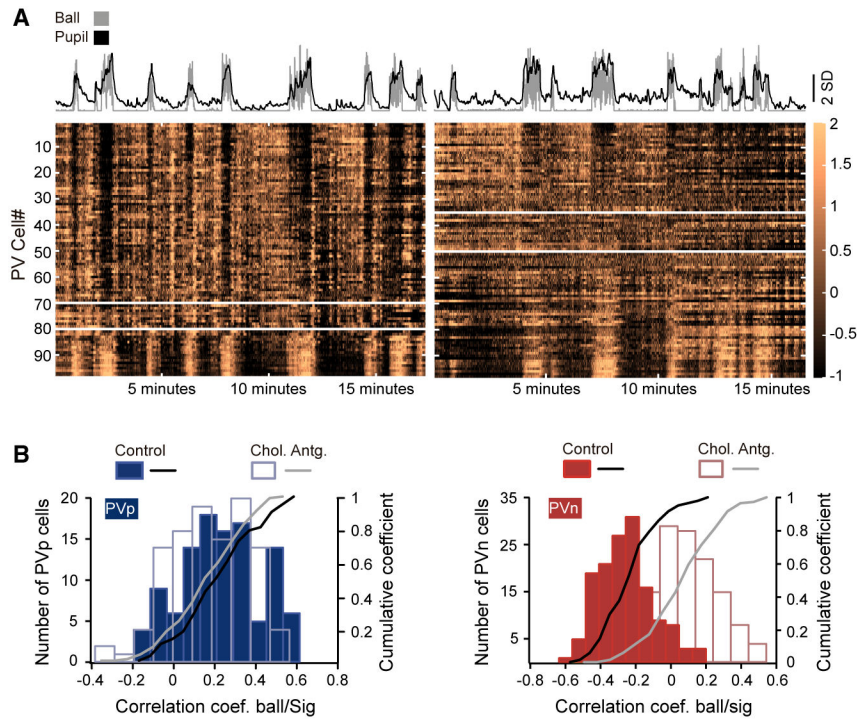 A
Ball
Pupil
2 SD
PV Cell#
10
20
30
40
50
60
70
80
90
5 minutes
10 minutes
15 minutes
5 minutes
10 minutes
15 minutes
2
1.5
1
0.5
0
-0.5
-1
B
Control
Chol. Antg.
PVp
Number of PVp cells
20
15
10
5
0
1
0.8
0.6
0.4
0.2
Cumulative coefficient
-0.4
-0.2
0
0.2
0.4
0.6
0.8
Correlation coef. ball/Sig
Control
Chol. Antg.
PVn
Number of PVn cells
35
25
15
5
1
0.8
0.6
0.4
0.2
0
Cumulative coefficient
-0.8
-0.6
-0.4
-0.2
0
0.2
0.4
0.6
Correlation coef. ball/sig